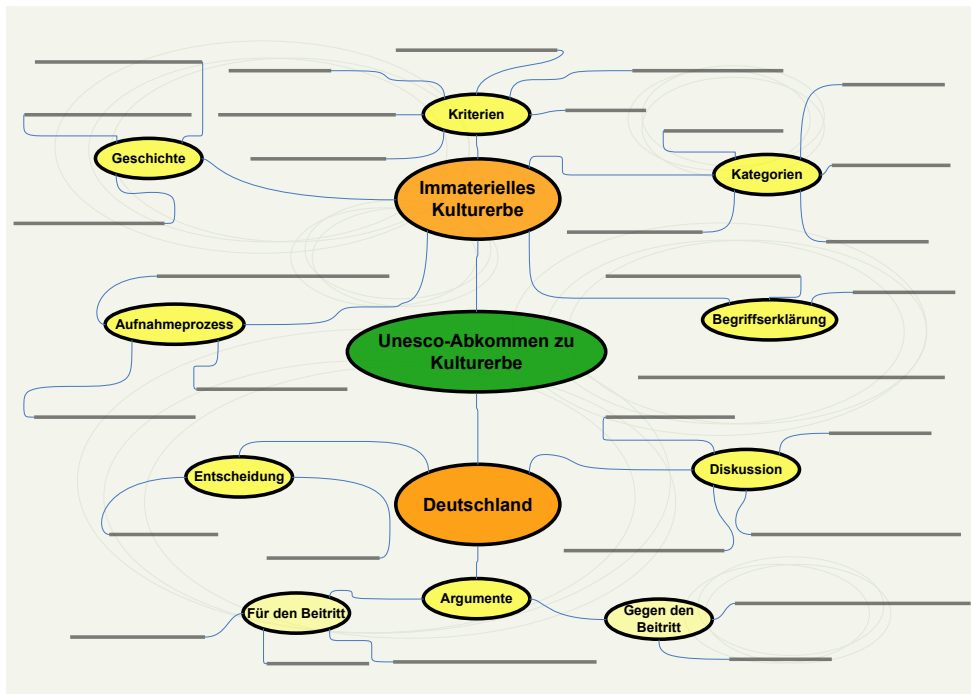 Kriterien
Geschichte
Kategorien
Immaterielles
Kulturerbe
Aufnahmeprozess
Begriffserklärung
Unesco-Abkommen zu
Kulturerbe
Entscheidung
Diskussion
Deutschland
Argumente
Für den Beitritt
Gegen den
Beitritt